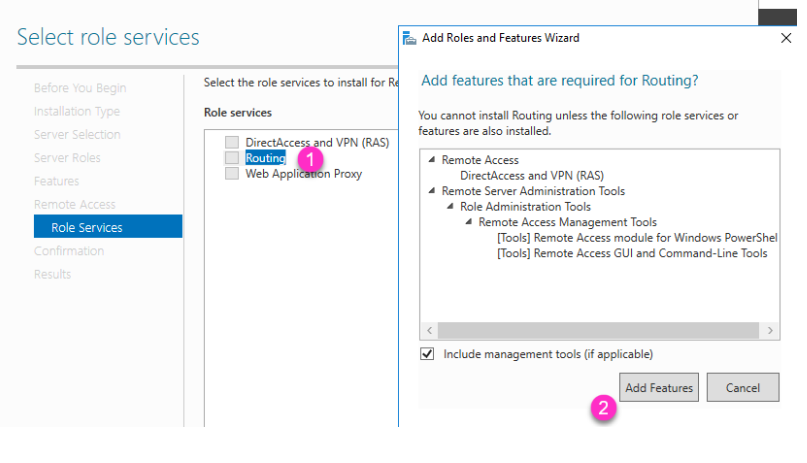 Select role services
Before You Begin
Installation Type
Server Selection
Server Roles
Features
Remote Access
Role Services
Confirmation
Results
Select the role services to install for Re
Role services
DirectAccess and VPN (RAS)
Routing
1
Web Application Proxy
Add Roles and Features Wizard
Add features that are required for Routing?
You cannot install Routing unless the following role services or
features are also installed.
Remote Access
DirectAccess and VPN (RAS)
Remote Server Administration Tools
Role Administration Tools
Remote Access Management Tools
[Tools] Remote Access module for Windows PowerShel
[Tools] Remote Access GUI and Command-Line Tools
Include management tools (if applicable)
Add Features
Cancel
2